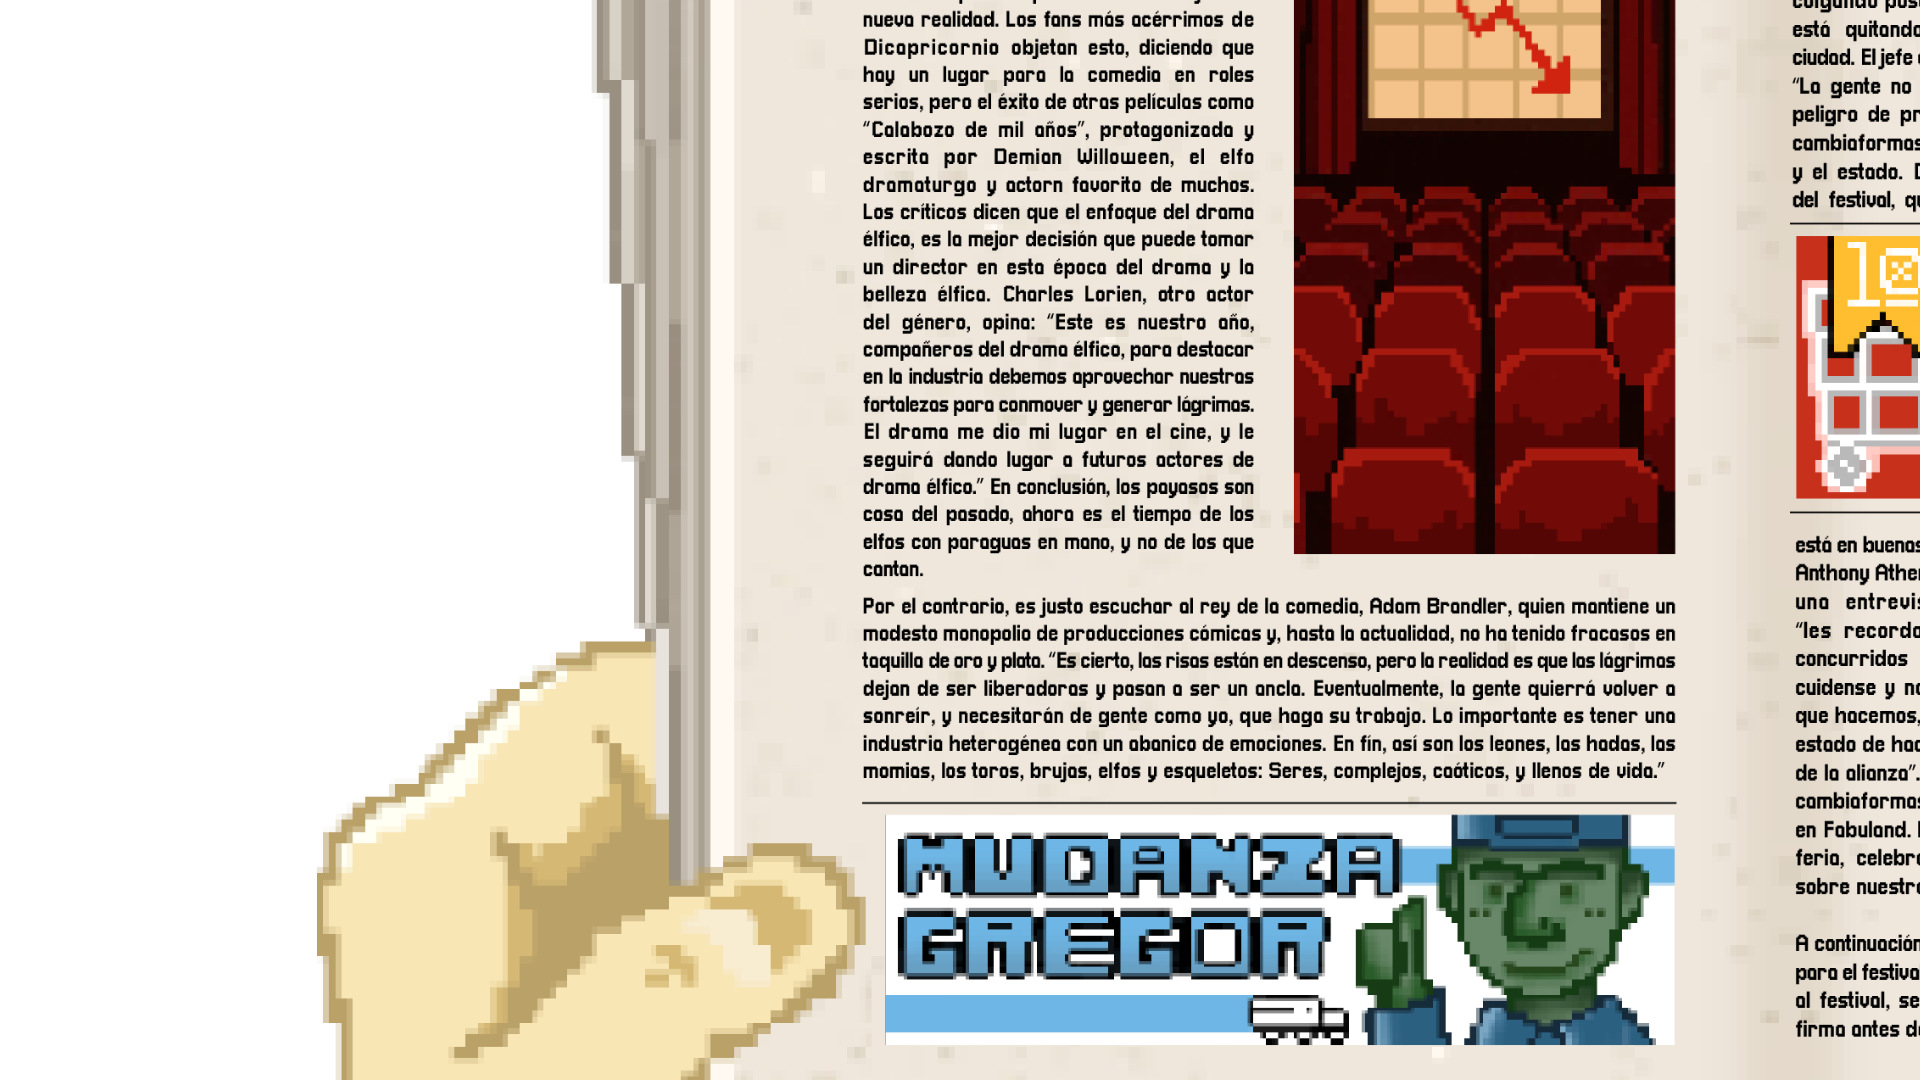 nueva realidad. Los fans más acérrimos de
Dicapricornio objetan esto, diciendo que
hay un lugar para la comedia en roles
serios, pero el éxito de otras películas como
“Calabozo de mil años”, protagonizada y
escrita por Demian Willoween, el elfo
dramaturgo y actorn favorito de muchos.
Los críticos dicen que el enfoque del drama
élfico, es la mejor decisión que puede tomar
un director en esta época del drama y la
belleza élfica. Charles Lorien, otro actor
del género, opina: “Este es nuestro año,
compañeros del drama élfico, para destacar
en la industria debemos aprovechar nuestras
fortalezas para conmover y generar lágrimas.
El drama me dio mi lugar en el cine, y le
seguirá dando lugar a futuros actores de
drama élfico.” En conclusión, los payasos son
cosa del pasado, ahora es el tiempo de los
elfos con paraguas en mano, y no de los que
cantan.
Por el contrario, es justo escuchar al rey de la comedia, Adam Brandler, quien mantiene un
modesto monopolio de producciones cómicas y, hasta la actualidad, no ha tenido fracasos en
taquilla de oro y plata. “Es cierto, las risas están en descenso, pero la realidad es que las lágrimas
dejan de ser liberadoras y pasan a ser un ancla. Eventualmente, la gente quierrá volver a
sonreír, y necesitarán de gente como yo, que haga su trabajo. Lo importante es tener una
industria heterogénea con un abanico de emociones. En fín, así son los leones, las hadas, las
momias, los toros, brujas, elfos y esqueletos: Seres, complejos, caóticos, y llenos de vida.”
MUDANZA
GREGOR
está quitando
ciudad. El jefe
“La gente no
peligro de pr
cambiaformas
y el estado.
del festival, qu
10
está en buenas
Anthony Ather
una entrevis
“les recorda
concurridos
cuidense y no
que hacemos,
estado de hac
de la alianza”.
cambiaformas
en Fabuland.
feria, celebra
sobre nuestro
A continuación
para el festival
al festival, se
firma antes de